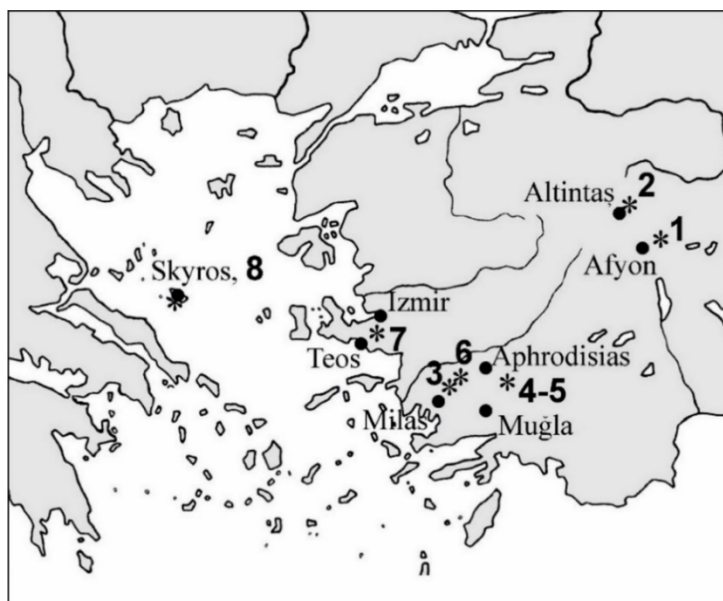 Altintaş * 2
* 1
Afyon
Skyros, 8
*
Izmir
* 7
Teos
6
Aphrodisias
3 * *
* 4-5
Milas
Muğla